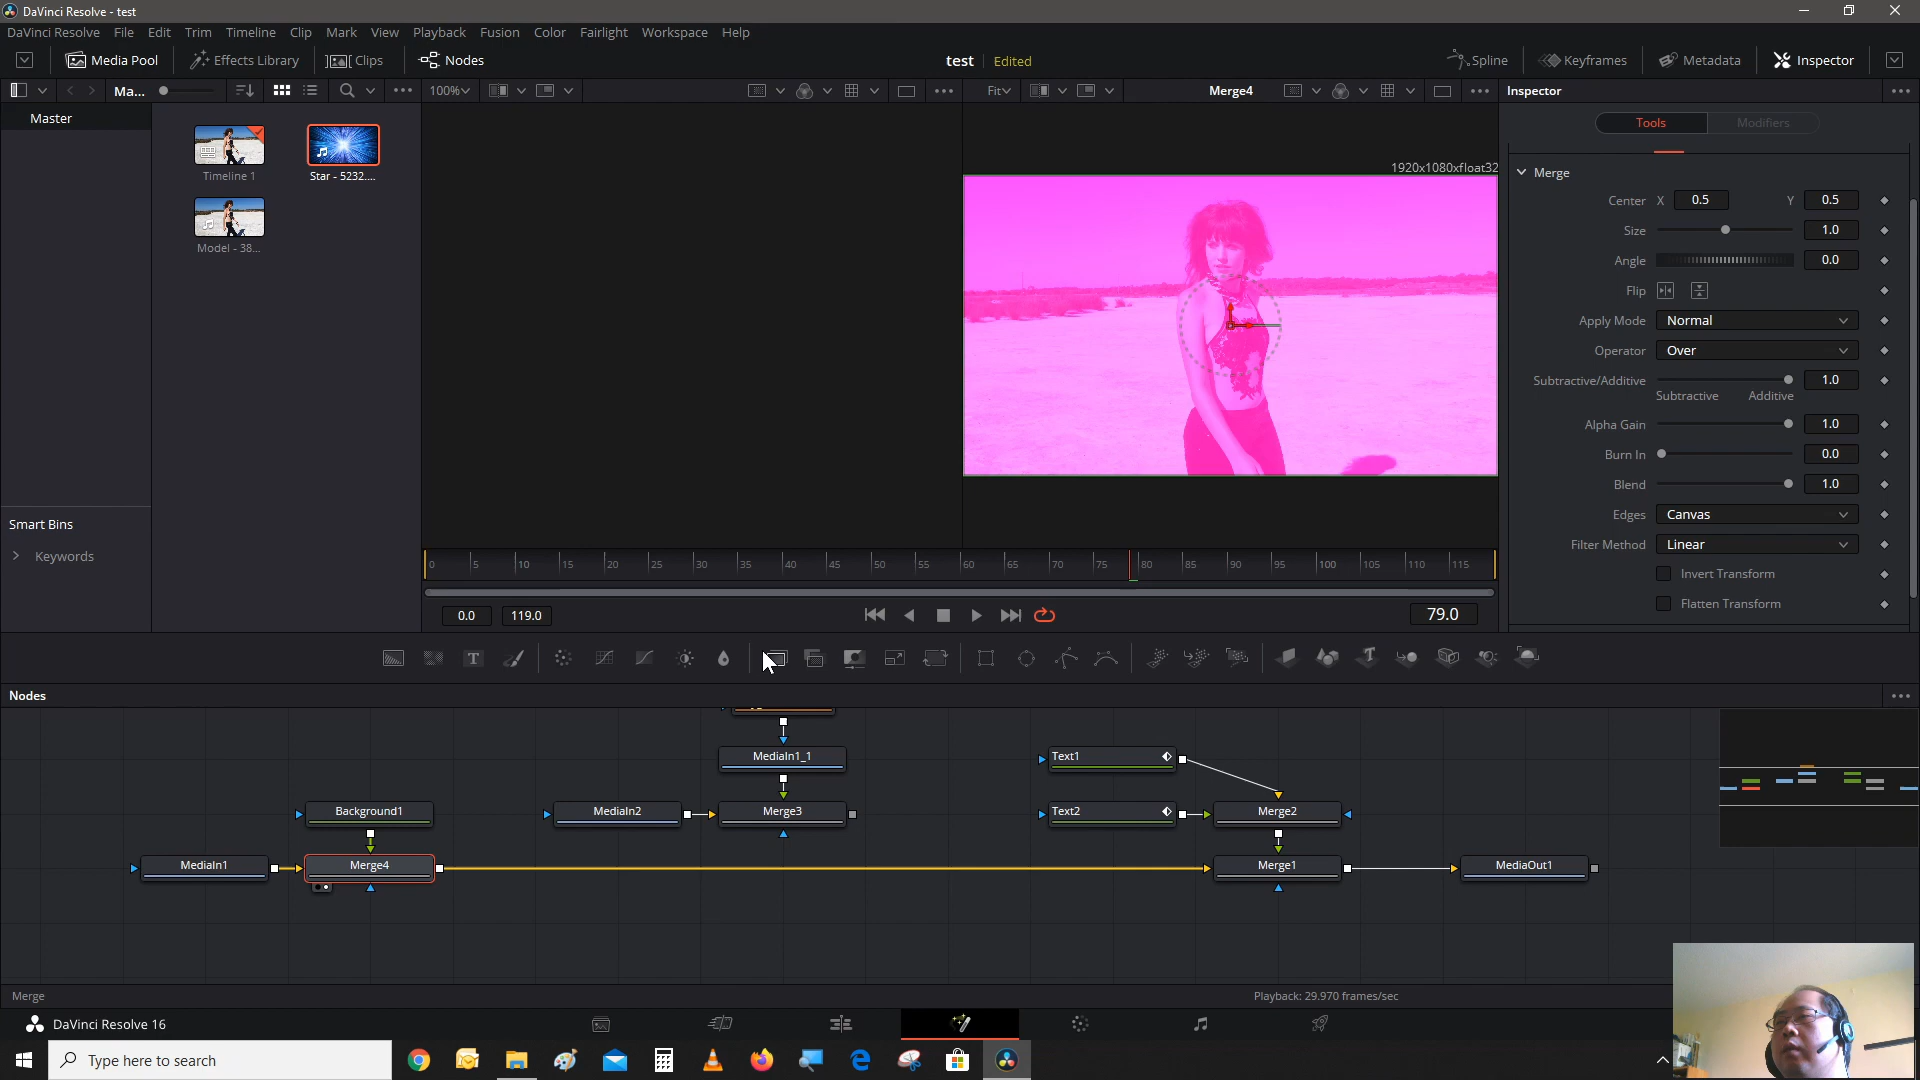 DaVinci Resolve - test
DaVinci Resolve File Edit Trim Timeline Clip Mark View Playback Fusion Color Fairlight Workspace Help
Media Pool Effects Library Clips Nodes test Edited Spline Keyframes Metadata Inspector
Ma... 100% Fit Merge4 Inspector
Master
Tools Modifiers
1920x1080xfloat32
Timeline 1 Star - 5232....
Model - 38...
Merge
Center X 0.5 Y 0.5
Size 1.0
Angle 0.0
Flip
Apply Mode Normal
Operator Over
Subtractive/Additive 1.0
Subtractive Additive
Alpha Gain 1.0
Burn In 0.0
Blend 1.0
Edges Canvas
Filter Method Linear
Invert Transform
Flatten Transform
Smart Bins
Keywords
0 5 10 15 20 25 30 35 40 45 50 55 60 65 70 75 80 85 90 95 100 105 110 115
0.0 119.0 79.0
Nodes
MediaIn1_1 Text1
Background1 MediaIn2 Merge3 Text2 Merge2
MediaIn1 Merge4 Merge1 MediaOut1
Merge Playback: 29.970 frames/sec
DaVinci Resolve 16
Type here to search